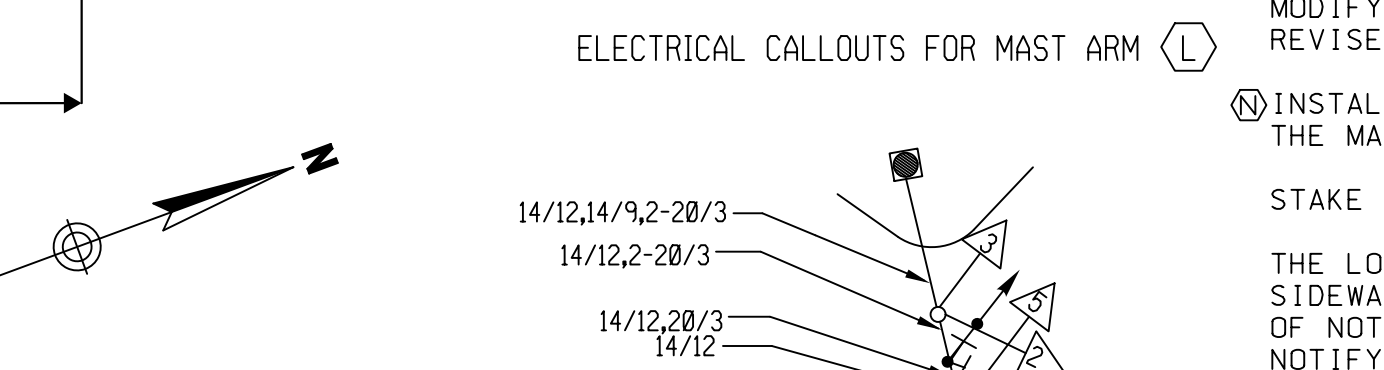 MODIFY
REVISE
ELECTRICAL CALLOUTS FOR MAST ARM L
N INSTAL
THE MA
N
STAKE
14/12,14/9,2-20/3
14/12,2-20/3
3
THE LO
SIDEWA
OF NOT
NOTIFY
5
14/12,20/3
14/12
2